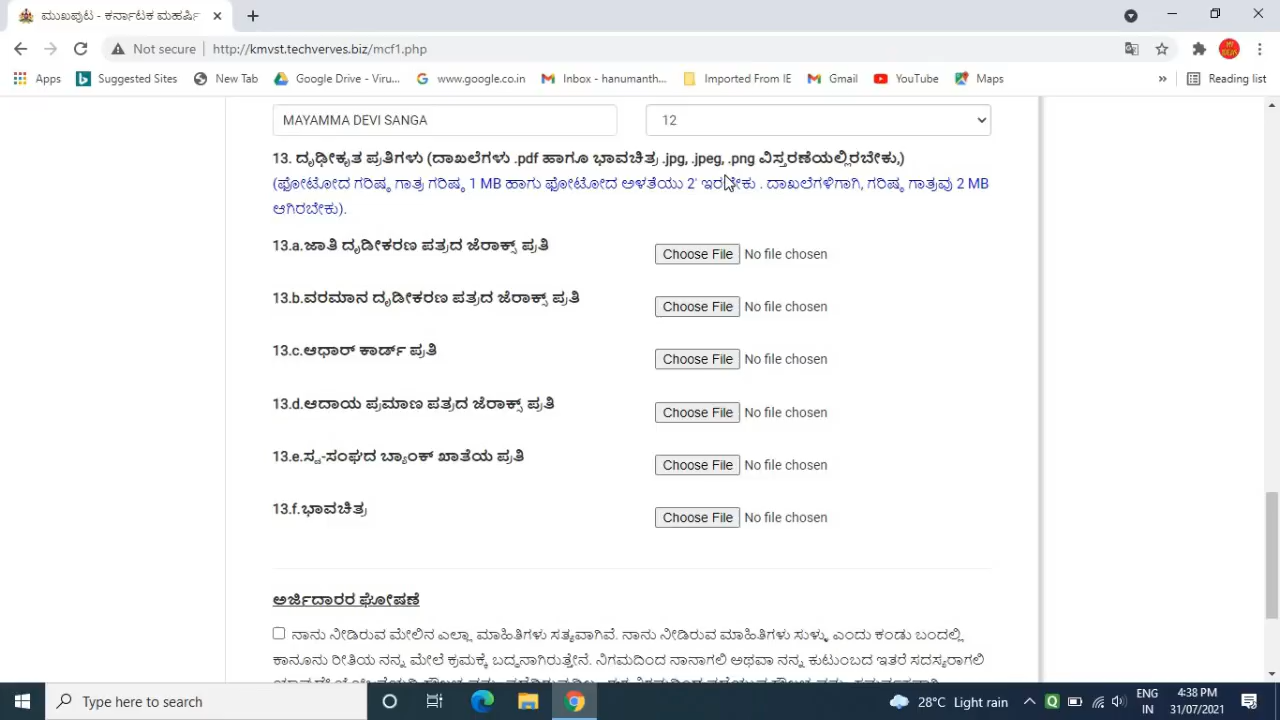 ಮುಖಪುಟ - ಕರ್ನಾಟಕ ಮಹರ್ಷಿ
Not secure
http://kmvst.techverves.biz/mcf1.php
Apps
Suggested Sites
New Tab
Google Drive - Viru...
www.google.co.in
Inbox - hanumanth...
Imported From IE
Gmail
YouTube
Maps
»
Reading list
MAYAMMA DEVI SANGA
12
13. ದೃಢೀಕೃತ ಪ್ರತಿಗಳು (ದಾಖಲೆಗಳು .pdf ಹಾಗೂ ಭಾವಚಿತ್ರ .jpg, .jpeg, .png ವಿಸ್ತರಣೆಯಲ್ಲಿರಬೇಕು,)
(ಫೋಟೋದ ಗರಿಷ್ಠ ಗಾತ್ರ ಗರಿಷ್ಠ 1 MB ಹಾಗು ಫೋಟೋದ ಅಳತೆಯು 2' ಇರಬೇಕು . ದಾಖಲೆಗಳಿಗಾಗಿ, ಗರಿಷ್ಠ ಗಾತ್ರವು 2 MB
ಆಗಿರಬೇಕು).
13.a.ಜಾತಿ ದೃಡೀಕರಣ ಪತ್ರದ ಜೆರಾಕ್ಸ್ ಪ್ರತಿ
Choose File No file chosen
13.b.ವರಮಾನ ದೃಡೀಕರಣ ಪತ್ರದ ಜೆರಾಕ್ಸ್ ಪ್ರತಿ
Choose File No file chosen
13.c.ಆಧಾರ್ ಕಾರ್ಡ್ ಪ್ರತಿ
Choose File No file chosen
13.d.ಆದಾಯ ಪ್ರಮಾಣ ಪತ್ರದ ಜೆರಾಕ್ಸ್ ಪ್ರತಿ
Choose File No file chosen
13.e.ಸ್ವ-ಸಂಘದ ಬ್ಯಾಂಕ್ ಖಾತೆಯ ಪ್ರತಿ
Choose File No file chosen
13.f.ಭಾವಚಿತ್ರ
Choose File No file chosen
ಅರ್ಜಿದಾರರ ಘೋಷಣೆ
ನಾನು ನೀಡಿರುವ ಮೇಲಿನ ಎಲ್ಲಾ ಮಾಹಿತಿಗಳು ಸತ್ಯವಾಗಿವೆ. ನಾನು ನೀಡಿರುವ ಮಾಹಿತಿಗಳು ಸುಳ್ಳು ಎಂದು ಕಂಡು ಬಂದಲ್ಲಿ
ಕಾನೂನು ರೀತಿಯ ನನ್ನ ಮೇಲೆ ಕ್ರಮಕ್ಕೆ ಬದ್ಧನಾಗಿರುತ್ತೇನೆ. ನಿಗಮದಿಂದ ನಾನಾಗಲಿ ಅಥವಾ ನನ್ನ ಕುಟುಂಬದ ಇತರೆ ಸದಸ್ಯರಾಗಲಿ
Type here to search
28°C Light rain
ENG
IN
4:38 PM
31/07/2021